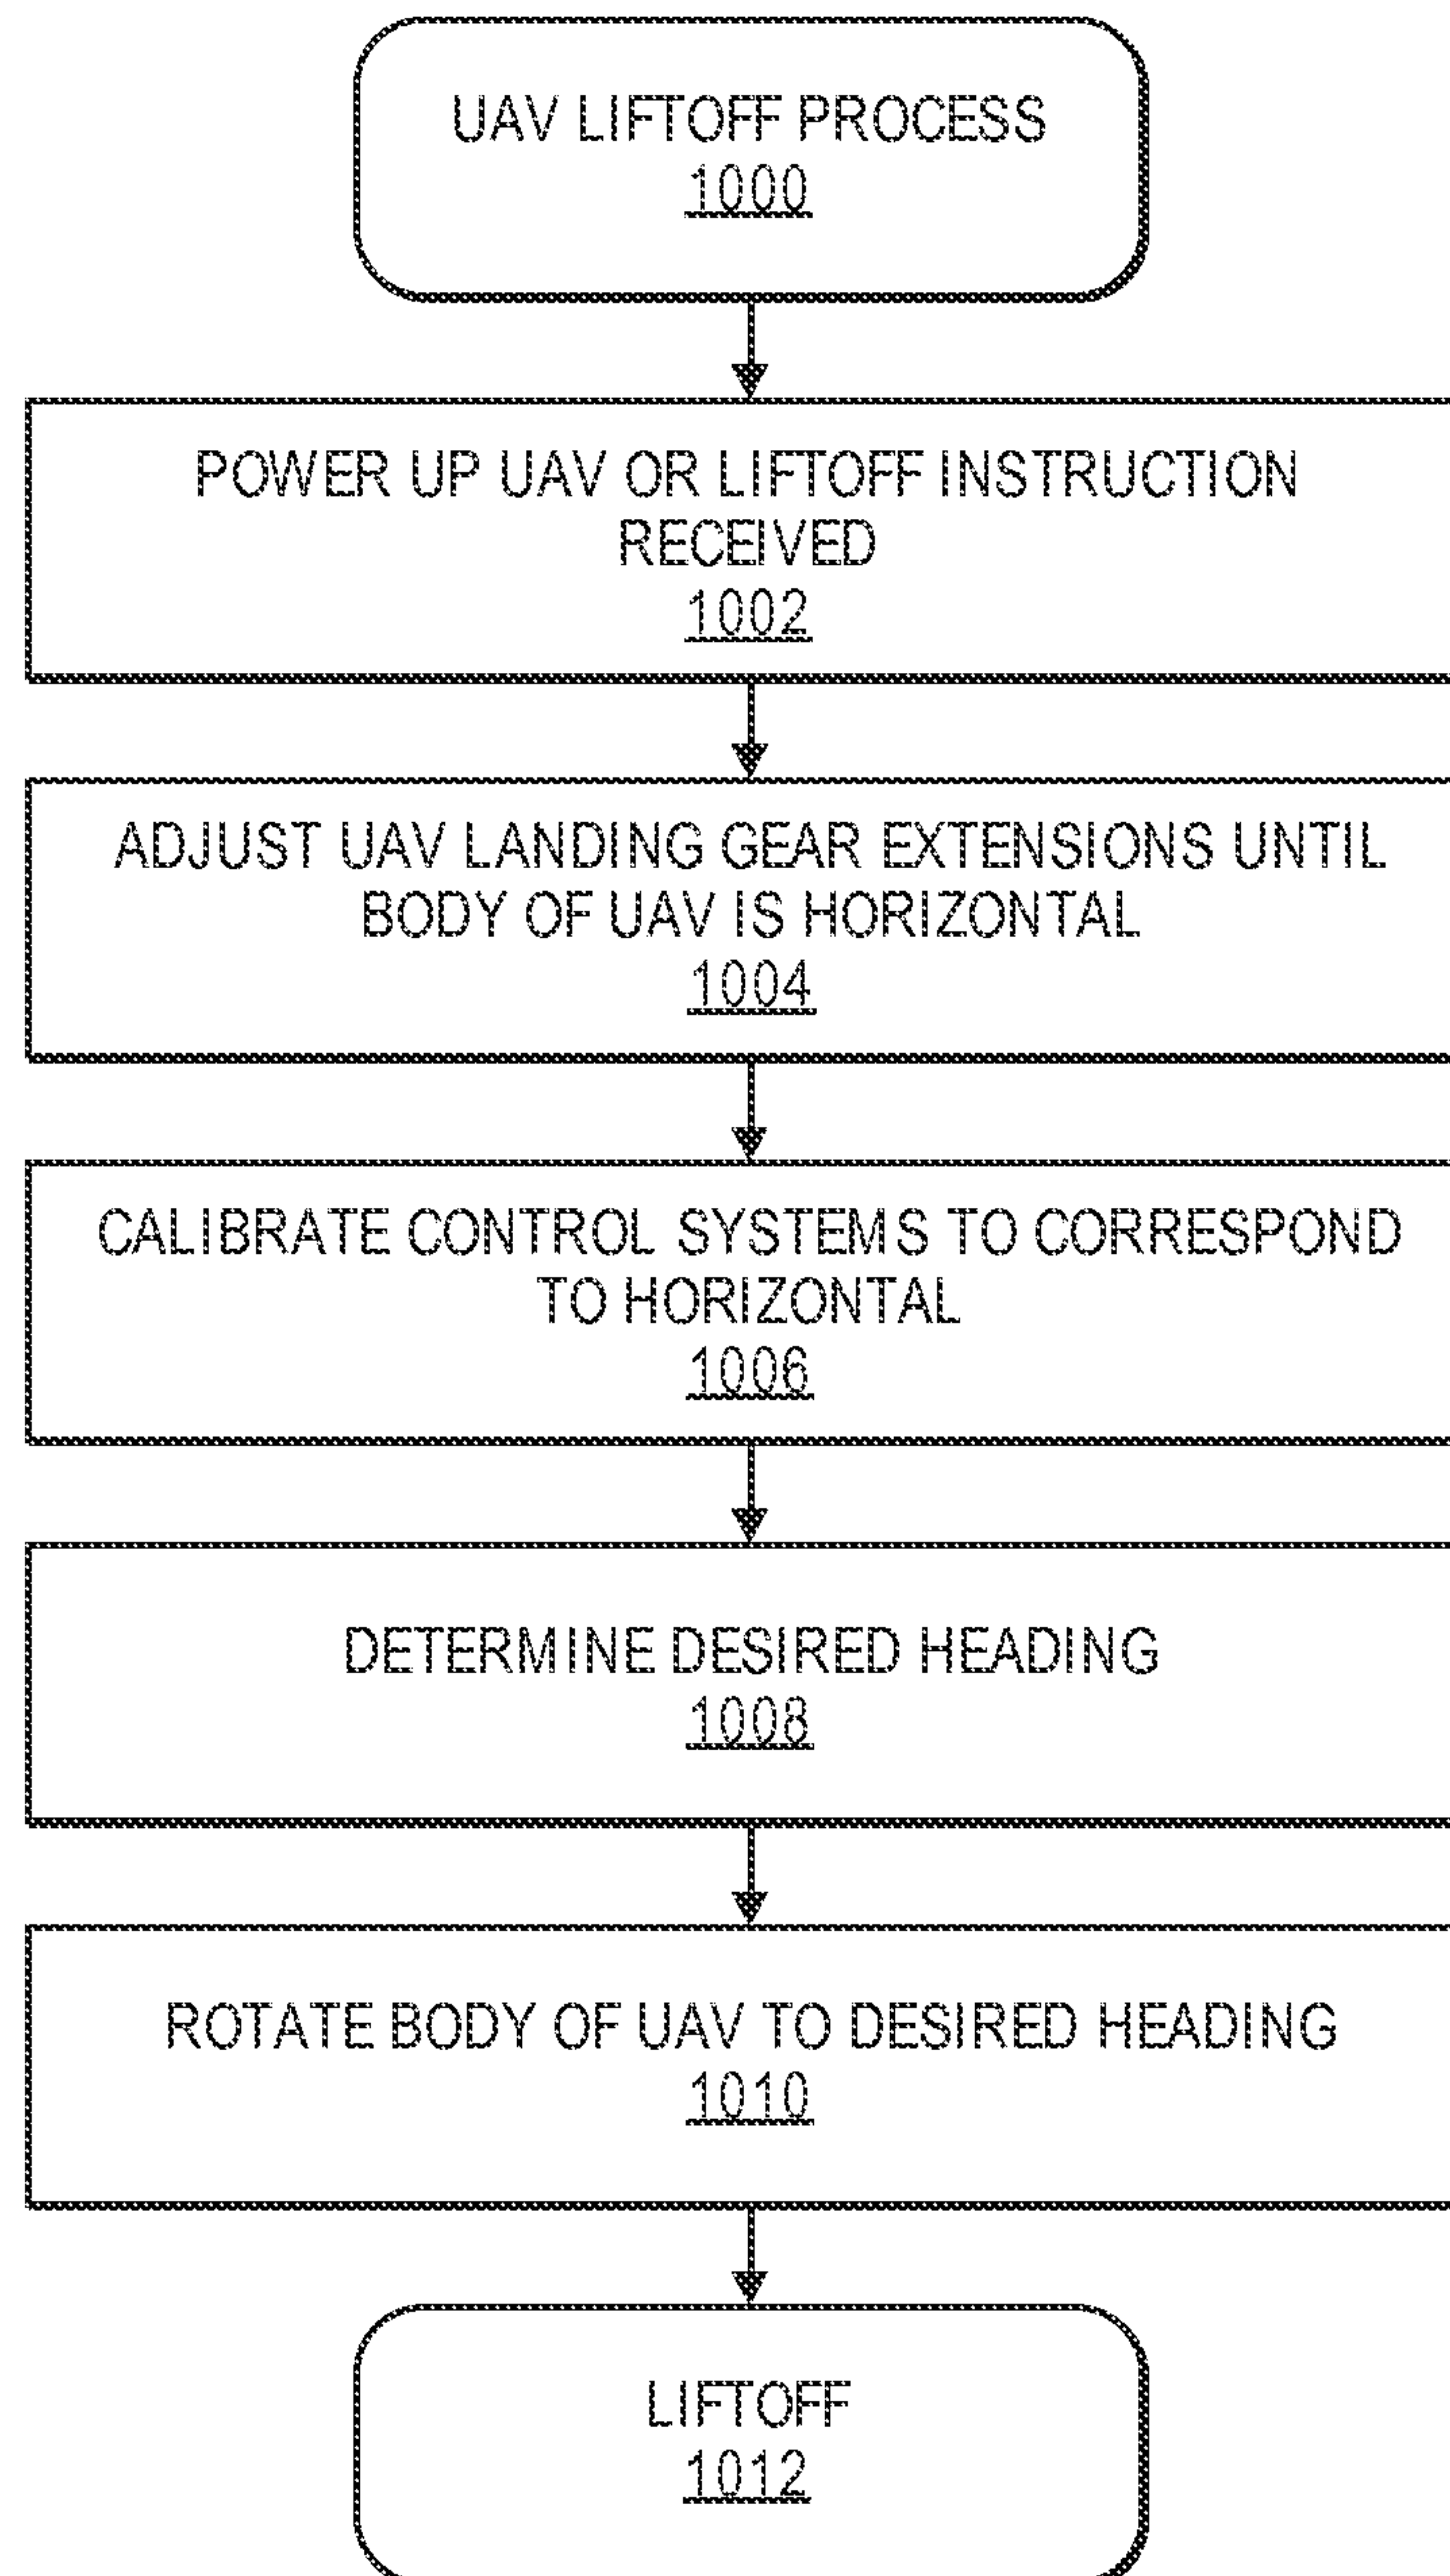 UAV LIFTOFF PROCESS
1000
POWER UP UAV OR LIFTOFF INSTRUCTION
RECEIVED
1002
ADJUST UAV LANDING GEAR EXTENSIONS UNTIL
BODY OF UAV IS HORIZONTAL
1004
CALIBRATE CONTROL SYSTEMS TO CORRESPOND
TO HORIZONTAL
1006
DETERMINE DESIRED HEADING
1008
ROTATE BODY OF UAV TO DESIRED HEADING
1010
LIFTOFF
1012